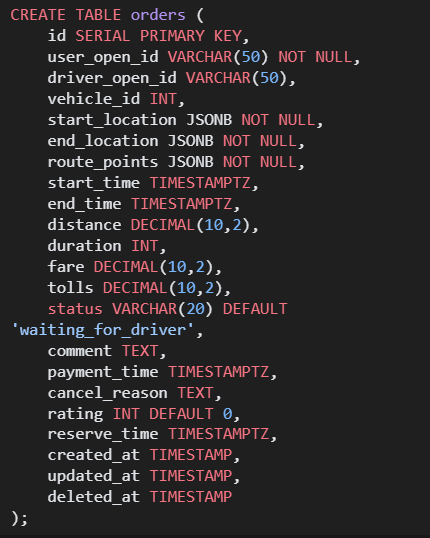 CREATE TABLE orders (
    id SERIAL PRIMARY KEY,
    user_open_id VARCHAR(50) NOT NULL,
    driver_open_id VARCHAR(50),
    vehicle_id INT,
    start_location JSONB NOT NULL,
    end_location JSONB NOT NULL,
    route_points JSONB NOT NULL,
    start_time TIMESTAMPTZ,
    end_time TIMESTAMPTZ,
    distance DECIMAL(10,2),
    duration INT,
    fare DECIMAL(10,2),
    tolls DECIMAL(10,2),
    status VARCHAR(20) DEFAULT
'waiting_for_driver',
    comment TEXT,
    payment_time TIMESTAMPTZ,
    cancel_reason TEXT,
    rating INT DEFAULT 0,
    reserve_time TIMESTAMPTZ,
    created_at TIMESTAMP,
    updated_at TIMESTAMP,
    deleted_at TIMESTAMP
);